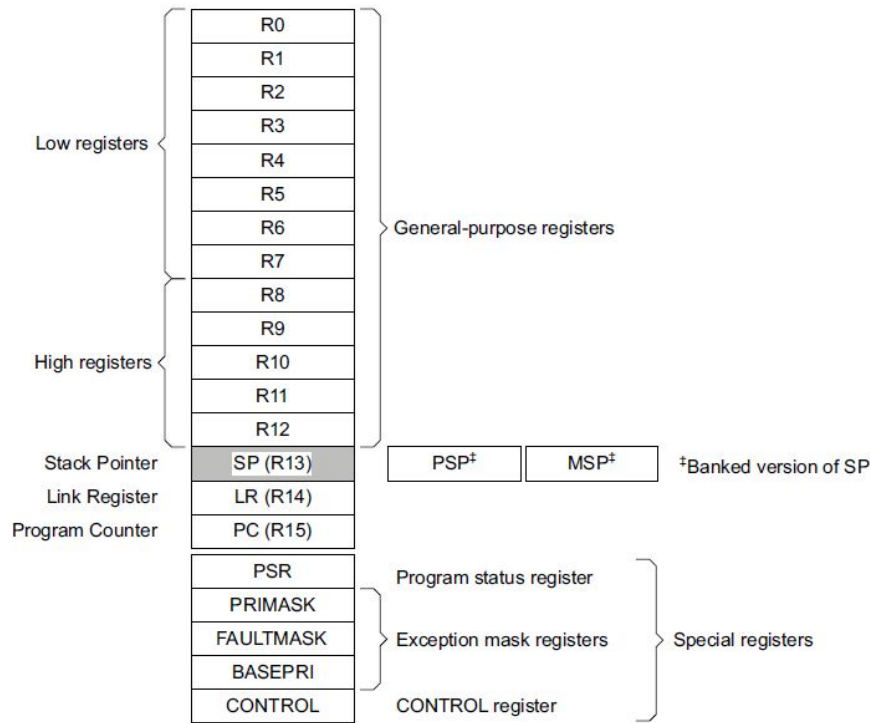 R0
R1
R2
R3
Low registers
R4
R5
R6
General-purpose registers
R7
R8
R9
High registers
R10
R11
R12
Stack Pointer SP (R13) PSP‡ MSP‡ ‡Banked version of SP
Link Register LR (R14)
Program Counter PC (R15)
PSR Program status register
PRIMASK
FAULTMASK Exception mask registers Special registers
BASEPRI
CONTROL CONTROL register